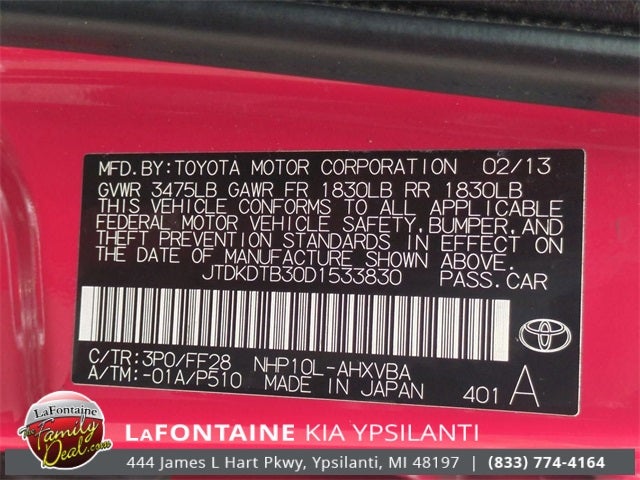 MFD.BY:TOYOTA MOTOR CORPORATION 02/13
GVWR 3475LB GAWR FR 1830LB RR 1830LB
THIS VEHICLE CONFORMS TO ALL APPLICABLE
FEDERAL MOTOR VEHICLE SAFETY,BUMPER,AND
THEFT PREVENTION STANDARDS IN EFFECT ON
THE DATE OF MANUFACTURE SHOWN ABOVE.
JTDKDTB30D1533830 PASS.CAR
C/TR:3P0/FF28 NHP10L-AHXVBA
A/TM:-01A/P510 MADE IN JAPAN 401 A
LaFontaine
The Family
Deal.com
LAFONTAINE KIA YPSILANTI
444 James L Hart Pkwy, Ypsilanti, MI 48197 | (833) 774-4164